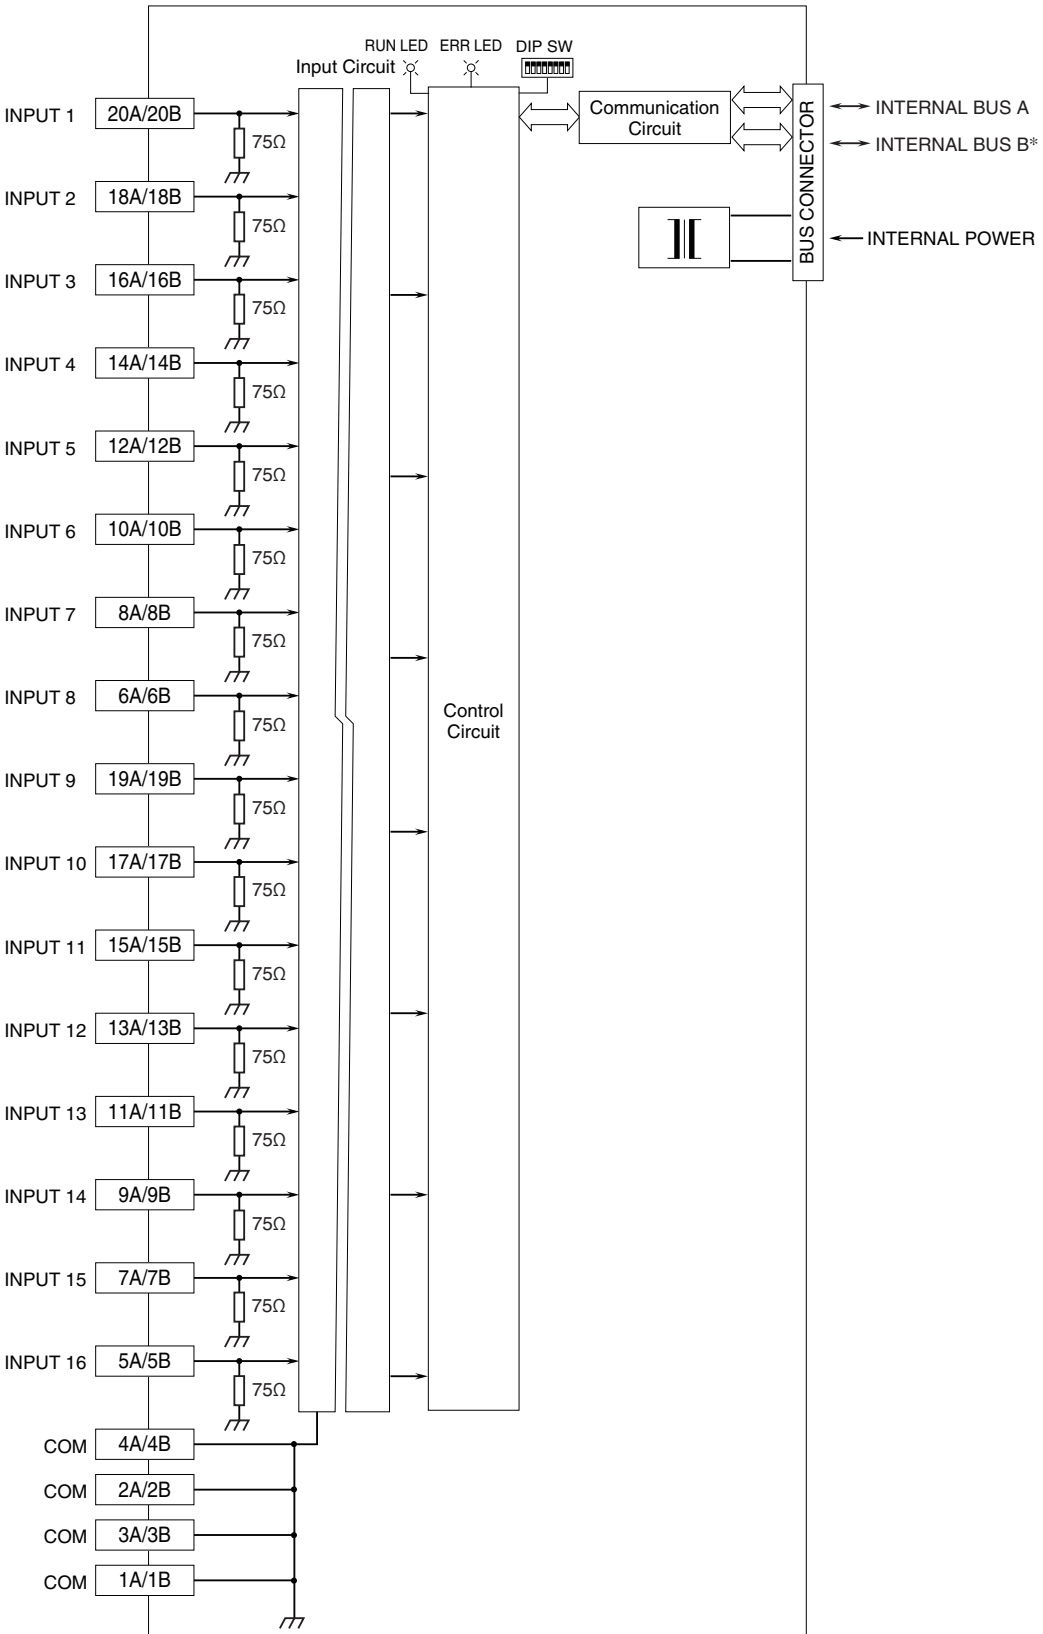 RUN LED ERR LED DIP SW
Input Circuit
INPUT 1 20A/20B
75Ω
INPUT 2 18A/18B
75Ω
INPUT 3 16A/16B
75Ω
INPUT 4 14A/14B
75Ω
INPUT 5 12A/12B
75Ω
INPUT 6 10A/10B
75Ω
INPUT 7 8A/8B
75Ω
INPUT 8 6A/6B
75Ω
INPUT 9 19A/19B
75Ω
INPUT 10 17A/17B
75Ω
INPUT 11 15A/15B
75Ω
INPUT 12 13A/13B
75Ω
INPUT 13 11A/11B
75Ω
INPUT 14 9A/9B
75Ω
INPUT 15 7A/7B
75Ω
INPUT 16 5A/5B
75Ω
COM 4A/4B
COM 2A/2B
COM 3A/3B
COM 1A/1B
Control
Circuit
Communication
Circuit
BUS CONNECTOR
INTERNAL BUS A
INTERNAL BUS B*
INTERNAL POWER